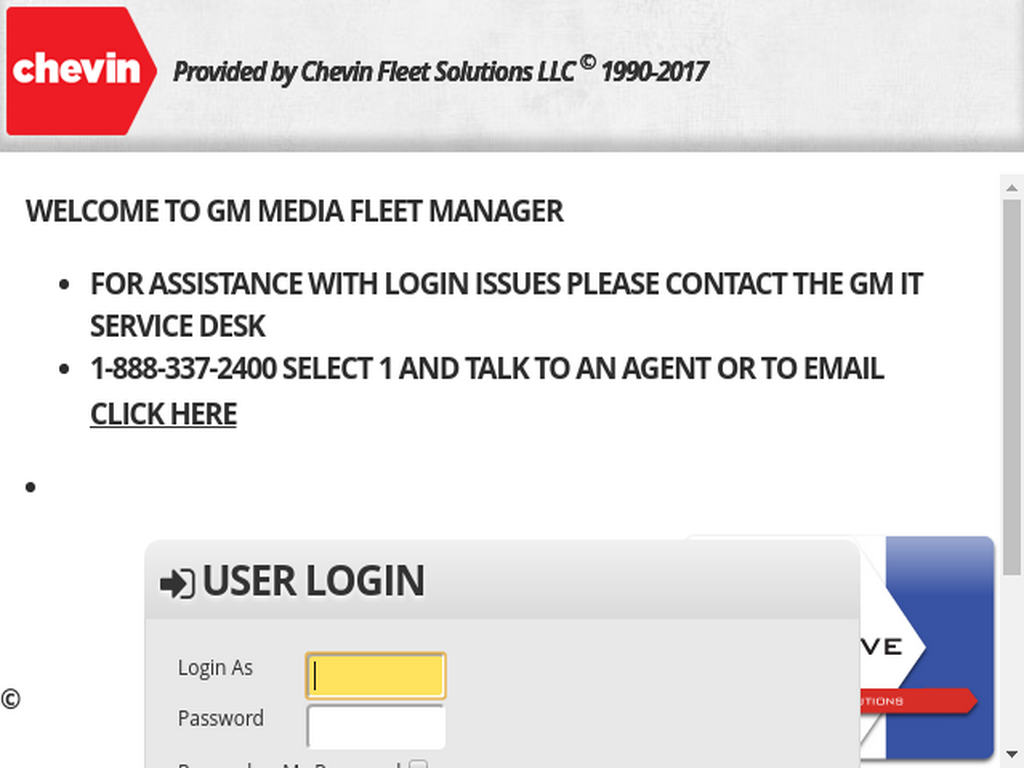 chevin
Provided by Chevin Fleet Solutions LLC © 1990-2017
WELCOME TO GM MEDIA FLEET MANAGER
• FOR ASSISTANCE WITH LOGIN ISSUES PLEASE CONTACT THE GM IT
SERVICE DESK
• 1-888-337-2400 SELECT 1 AND TALK TO AN AGENT OR TO EMAIL
CLICK HERE
•
USER LOGIN
VE
Login As
UTIONS
©
Password